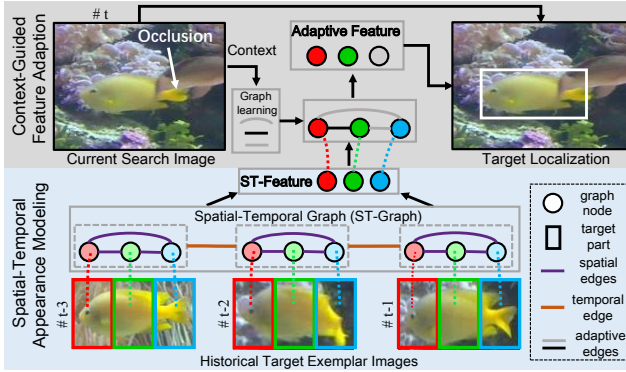 Context-Guided
Feature Adaption
# t
Occlusion
Current Search Image
Context
Graph
learning
Adaptive Feature
Target Localization
Spatial-Temporal
Appearance Modeling
ST-Feature
Spatial-Temporal Graph (ST-Graph)
# t-3
# t-2
# t-1
Historical Target Exemplar Images
graph
node
target
part
spatial
edges
temporal
edge
adaptive
edges